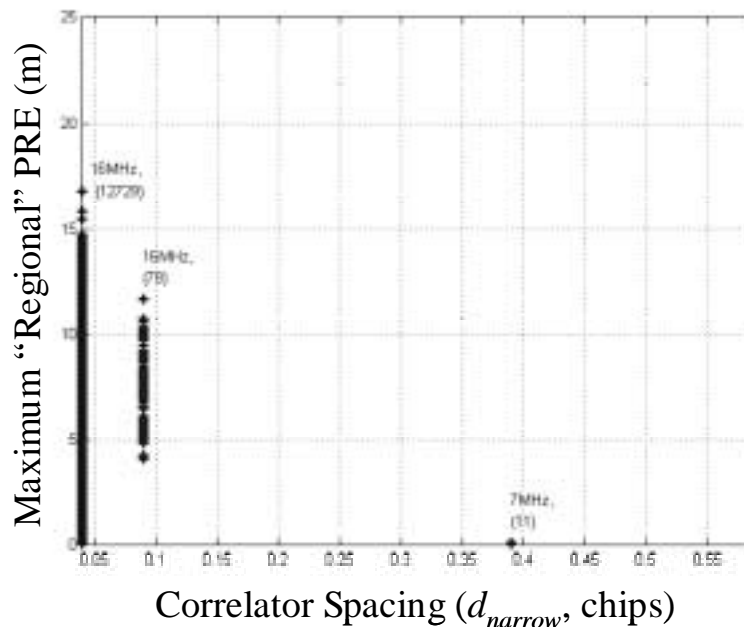 Maximum “Regional” PRE (m)
25
20
15
10
5
0
16MHz,
(12729)
16MHz,
(78)
7MHz,
(11)
0.05 0.1 0.15 0.2 0.25 0.3 0.35 0.4 0.45 0.5 0.55
Correlator Spacing (d_narrow, chips)